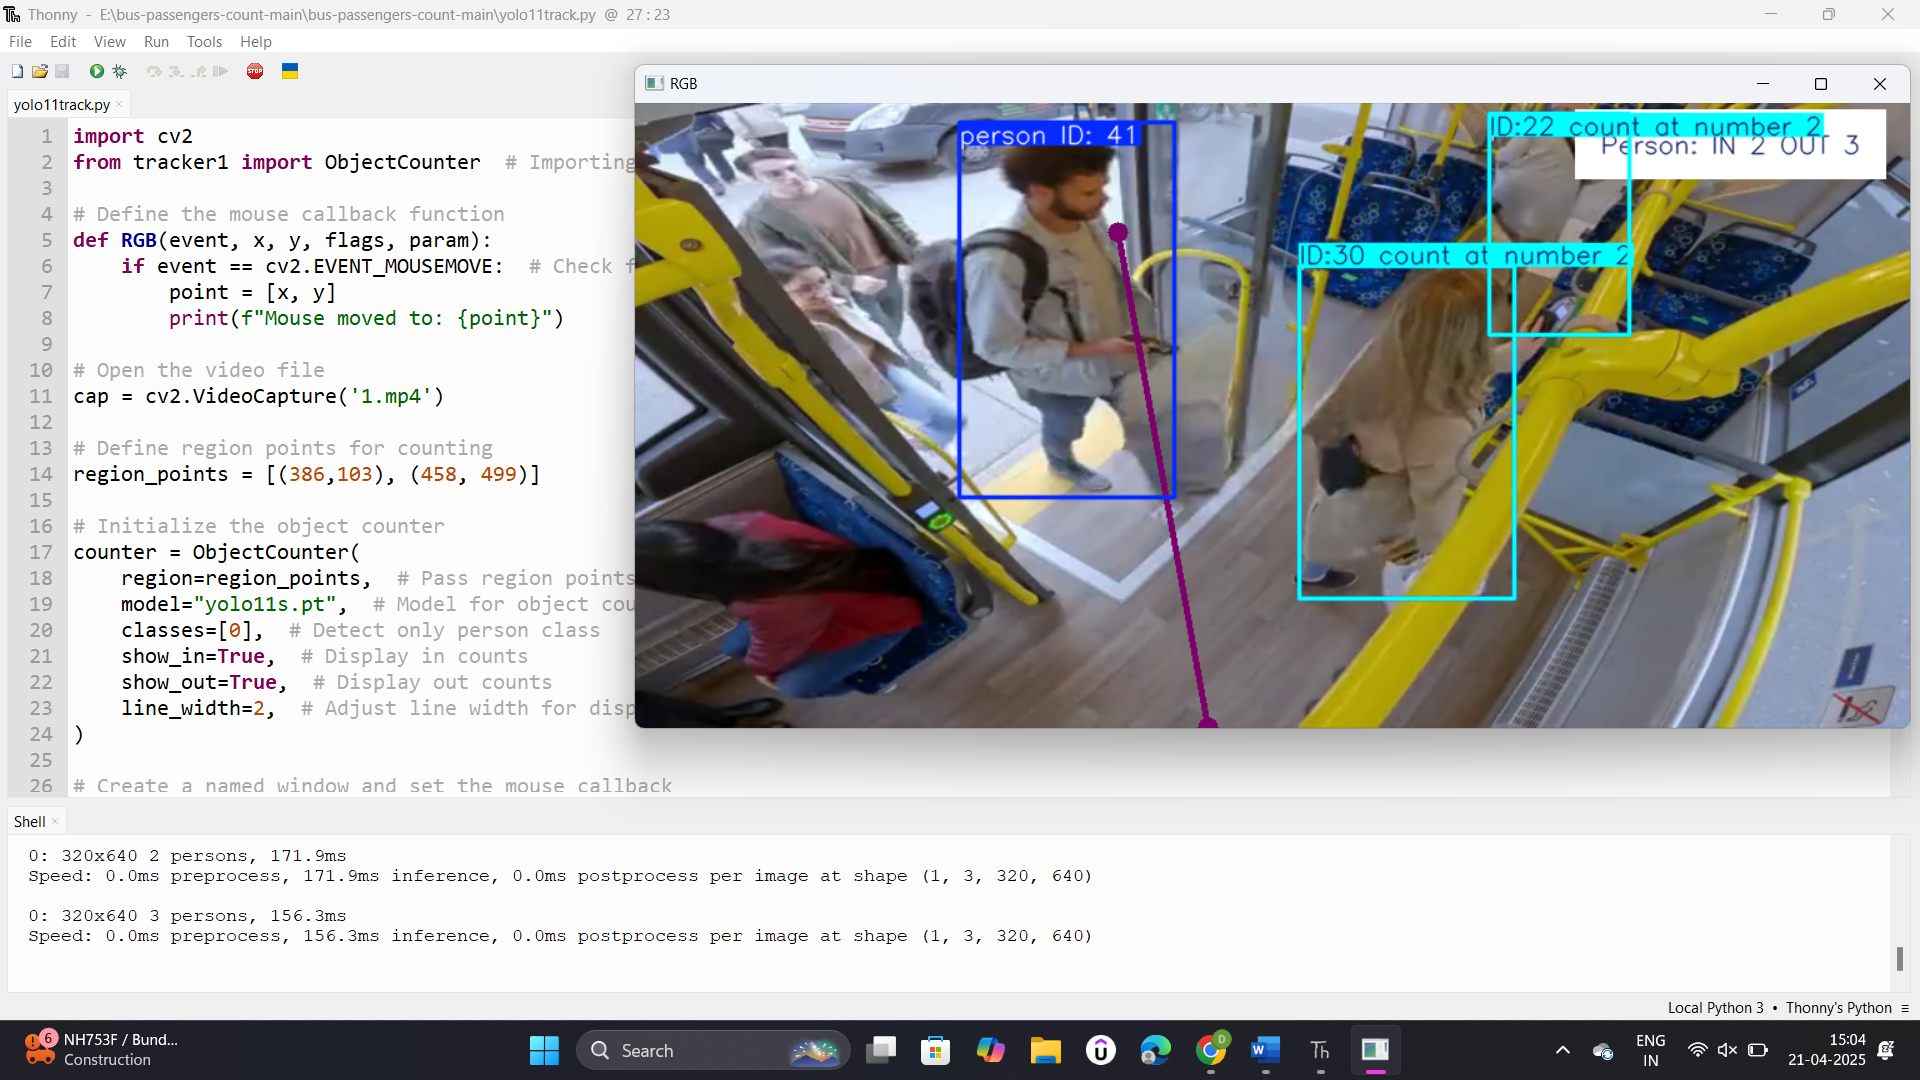 Thonny - E:\bus-passengers-count-main\bus-passengers-count-main\yolo11track.py @ 27 : 23
File Edit View Run Tools Help
STOP
yolo11track.py ×
1 import cv2
2 from tracker1 import ObjectCounter # Importing
3
4 # Define the mouse callback function
5 def RGB(event, x, y, flags, param):
6 if event == cv2.EVENT_MOUSEMOVE: # Check f
7 point = [x, y]
8 print(f"Mouse moved to: {point}")
9
10 # Open the video file
11 cap = cv2.VideoCapture('1.mp4')
12
13 # Define region points for counting
14 region_points = [(386,103), (458, 499)]
15
16 # Initialize the object counter
17 counter = ObjectCounter(
18 region=region_points, # Pass region points
19 model="yolo11s.pt", # Model for object cou
20 classes=[0], # Detect only person class
21 show_in=True, # Display in counts
22 show_out=True, # Display out counts
23 line_width=2, # Adjust line width for disp
24 )
25
26 # Create a named window and set the mouse callback
RGB
person ID: 41
ID:22 count at number 2
Person: IN 2 OUT 3
ID:30 count at number 2
Shell ×
0: 320x640 2 persons, 171.9ms
Speed: 0.0ms preprocess, 171.9ms inference, 0.0ms postprocess per image at shape (1, 3, 320, 640)
0: 320x640 3 persons, 156.3ms
Speed: 0.0ms preprocess, 156.3ms inference, 0.0ms postprocess per image at shape (1, 3, 320, 640)
Local Python 3 • Thonny's Python ≡
6
NH753F / Bund...
Construction
Search
D
W
Th
ENG
IN
15:04
21-04-2025